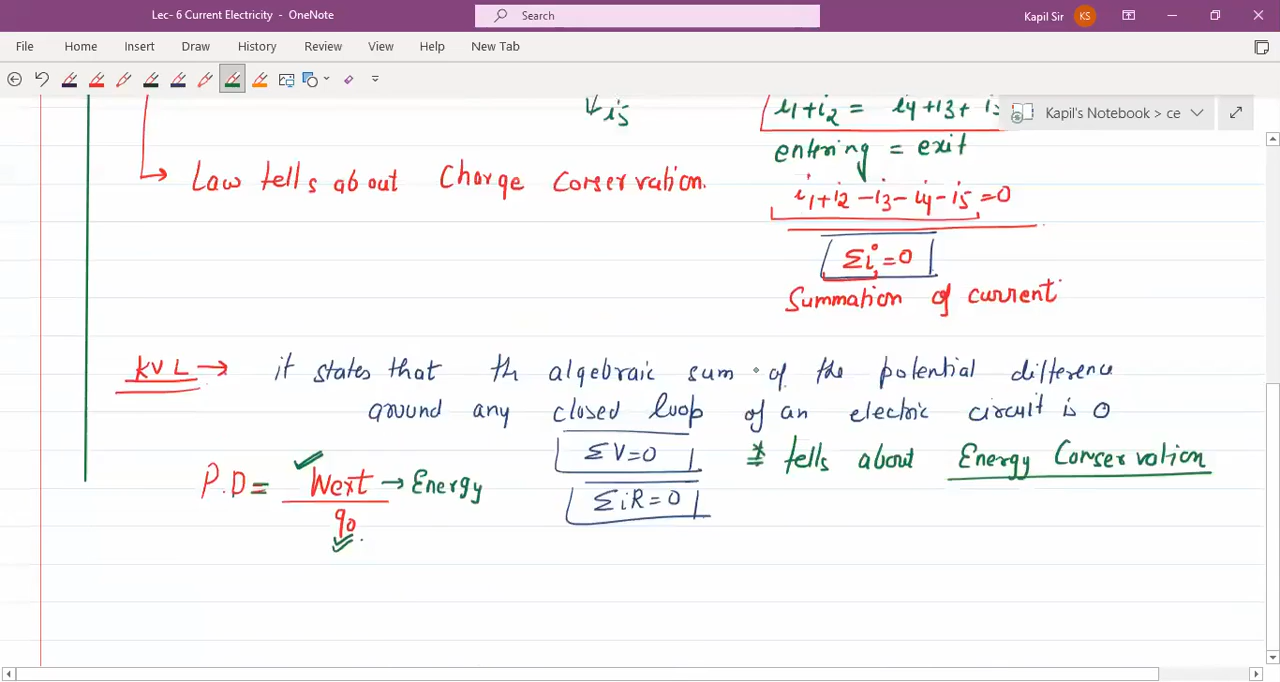 Lec- 6 Current Electricity - OneNote
Search
Kapil Sir KS
File Home Insert Draw History Review View Help New Tab
Kapil's Notebook > ce
i5
i1+i2 = i4+i3+ i5
entering = exit
Law tells about Charge Conservation.
i1+i2-i3-i4-i5=0
Σi=0
Summation of current
KVL → it states that th algebraic sum of the potential difference
around any closed loop of an electric circuit is 0
ΣV=0 * tells about Energy Conservation
P.D = Wext/q0 → Energy
ΣiR=0